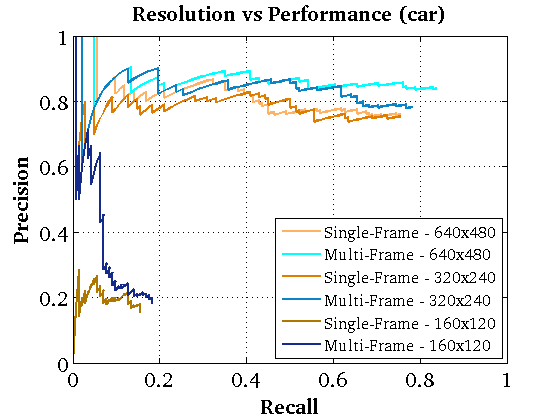 Resolution vs Performance (car)
1
0.8
0.6
0.4
0.2
0
Precision
Single-Frame - 640x480
Multi-Frame - 640x480
Single-Frame - 320x240
Multi-Frame - 320x240
Single-Frame - 160x120
Multi-Frame - 160x120
0 0.2 0.4 0.6 0.8 1
Recall